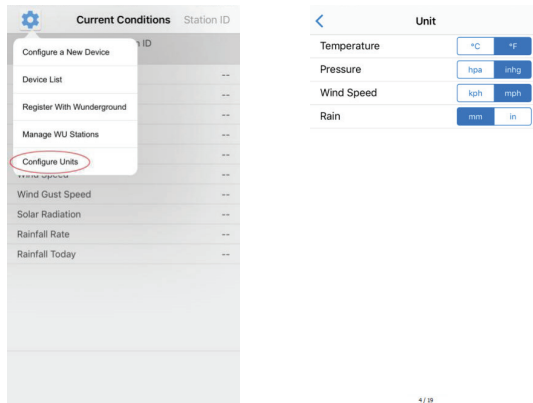 Current Conditions Station ID
n ID
Configure a New Device
Device List
--
--
Register With Wunderground
--
Manage WU Stations
--
Configure Units
--
Wind Speed
--
Wind Gust Speed --
Solar Radiation --
Rainfall Rate --
Rainfall Today --
Unit
Temperature °C °F
Pressure hpa inhg
Wind Speed kph mph
Rain mm in
4 / 19